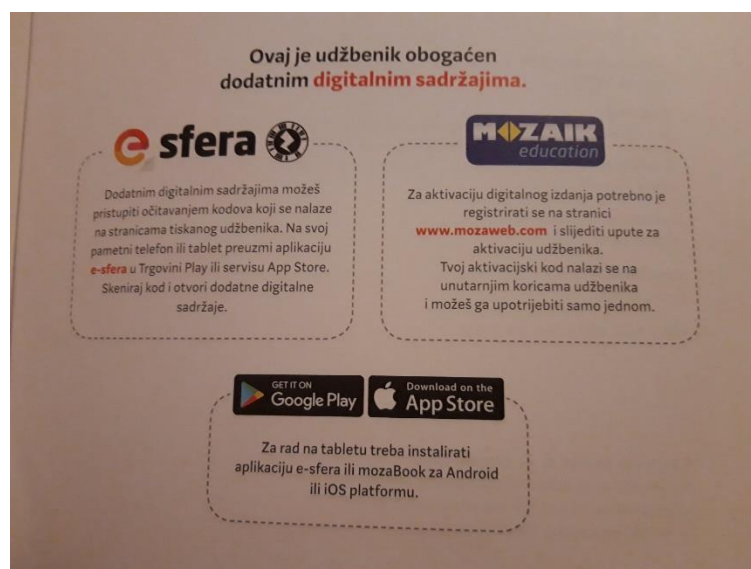 Ovaj je udžbenik obogaćen
dodatnim digitalnim sadržajima.
e sfera
Dodatnim digitalnim sadržajima možeš
pristupiti očitavanjem kodova koji se nalaze
na stranicama tiskanog udžbenika. Na svoj
pametni telefon ili tablet preuzmi aplikaciju
e-sfera u Trgovini Play ili servisu App Store.
Skeniraj kod i otvori dodatne digitalne
sadržaje.
MOZAIK
education
Za aktivaciju digitalnog izdanja potrebno je
registrirati se na stranici
www.mozaweb.com i slijediti upute za
aktivaciju udžbenika.
Tvoj aktivacijski kod nalazi se na
unutarnjim koricama udžbenika
i možeš ga upotrijebiti samo jednom.
GET IT ON
Google Play
Download on the
App Store
Za rad na tabletu treba instalirati
aplikaciju e-sfera ili mozaBook za Android
ili iOS platformu.